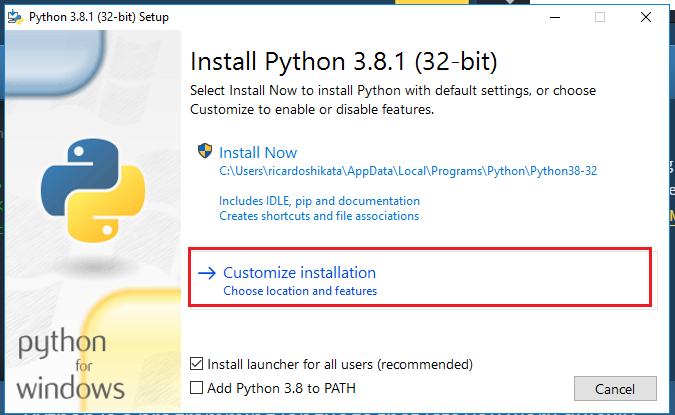 Python 3.8.1 (32-bit) Setup
Install Python 3.8.1 (32-bit)
Select Install Now to install Python with default settings, or choose
Customize to enable or disable features.
Install Now
C:\Users\ricardoshikata\AppData\Local\Programs\Python\Python38-32
Includes IDLE, pip and documentation
Creates shortcuts and file associations
Customize installation
Choose location and features
python
for
windows
Install launcher for all users (recommended)
Add Python 3.8 to PATH
Cancel